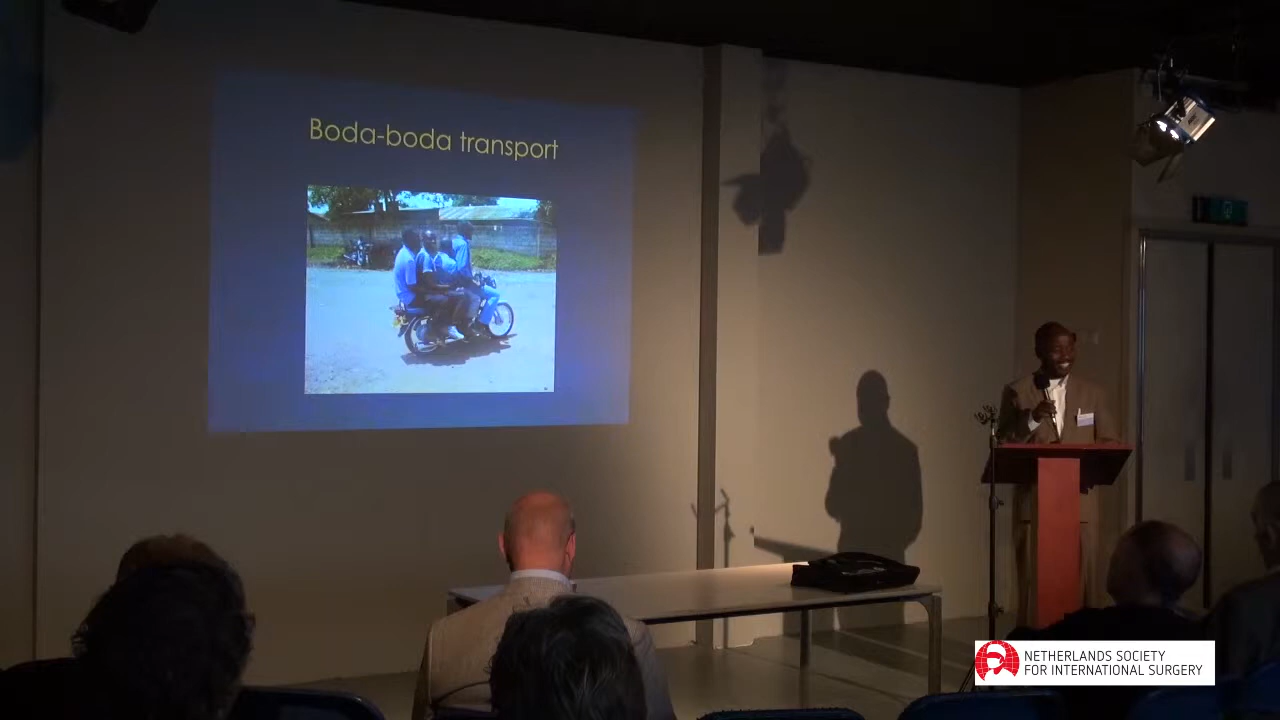 Boda-boda transport
NETHERLANDS SOCIETY
FOR INTERNATIONAL SURGERY